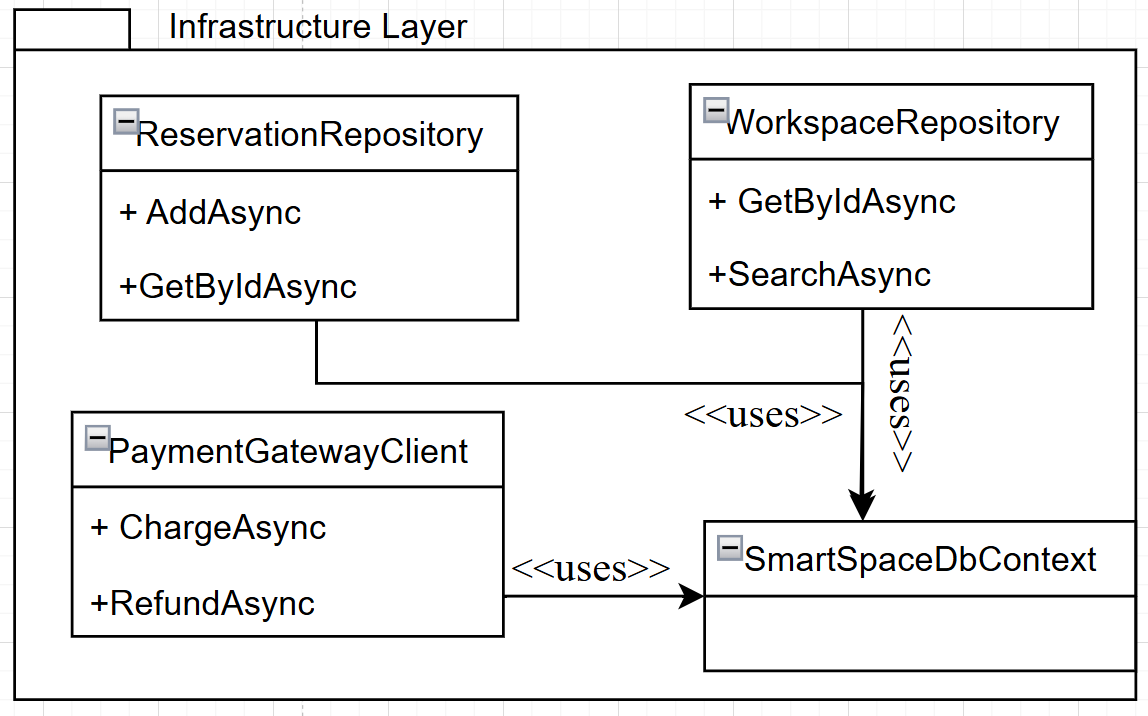 Infrastructure Layer
ReservationRepository
+ AddAsync
+GetByIdAsync
WorkspaceRepository
+ GetByIdAsync
+SearchAsync
<<uses>>
<<uses>>
PaymentGatewayClient
+ ChargeAsync
+RefundAsync
<<uses>>
SmartSpaceDbContext